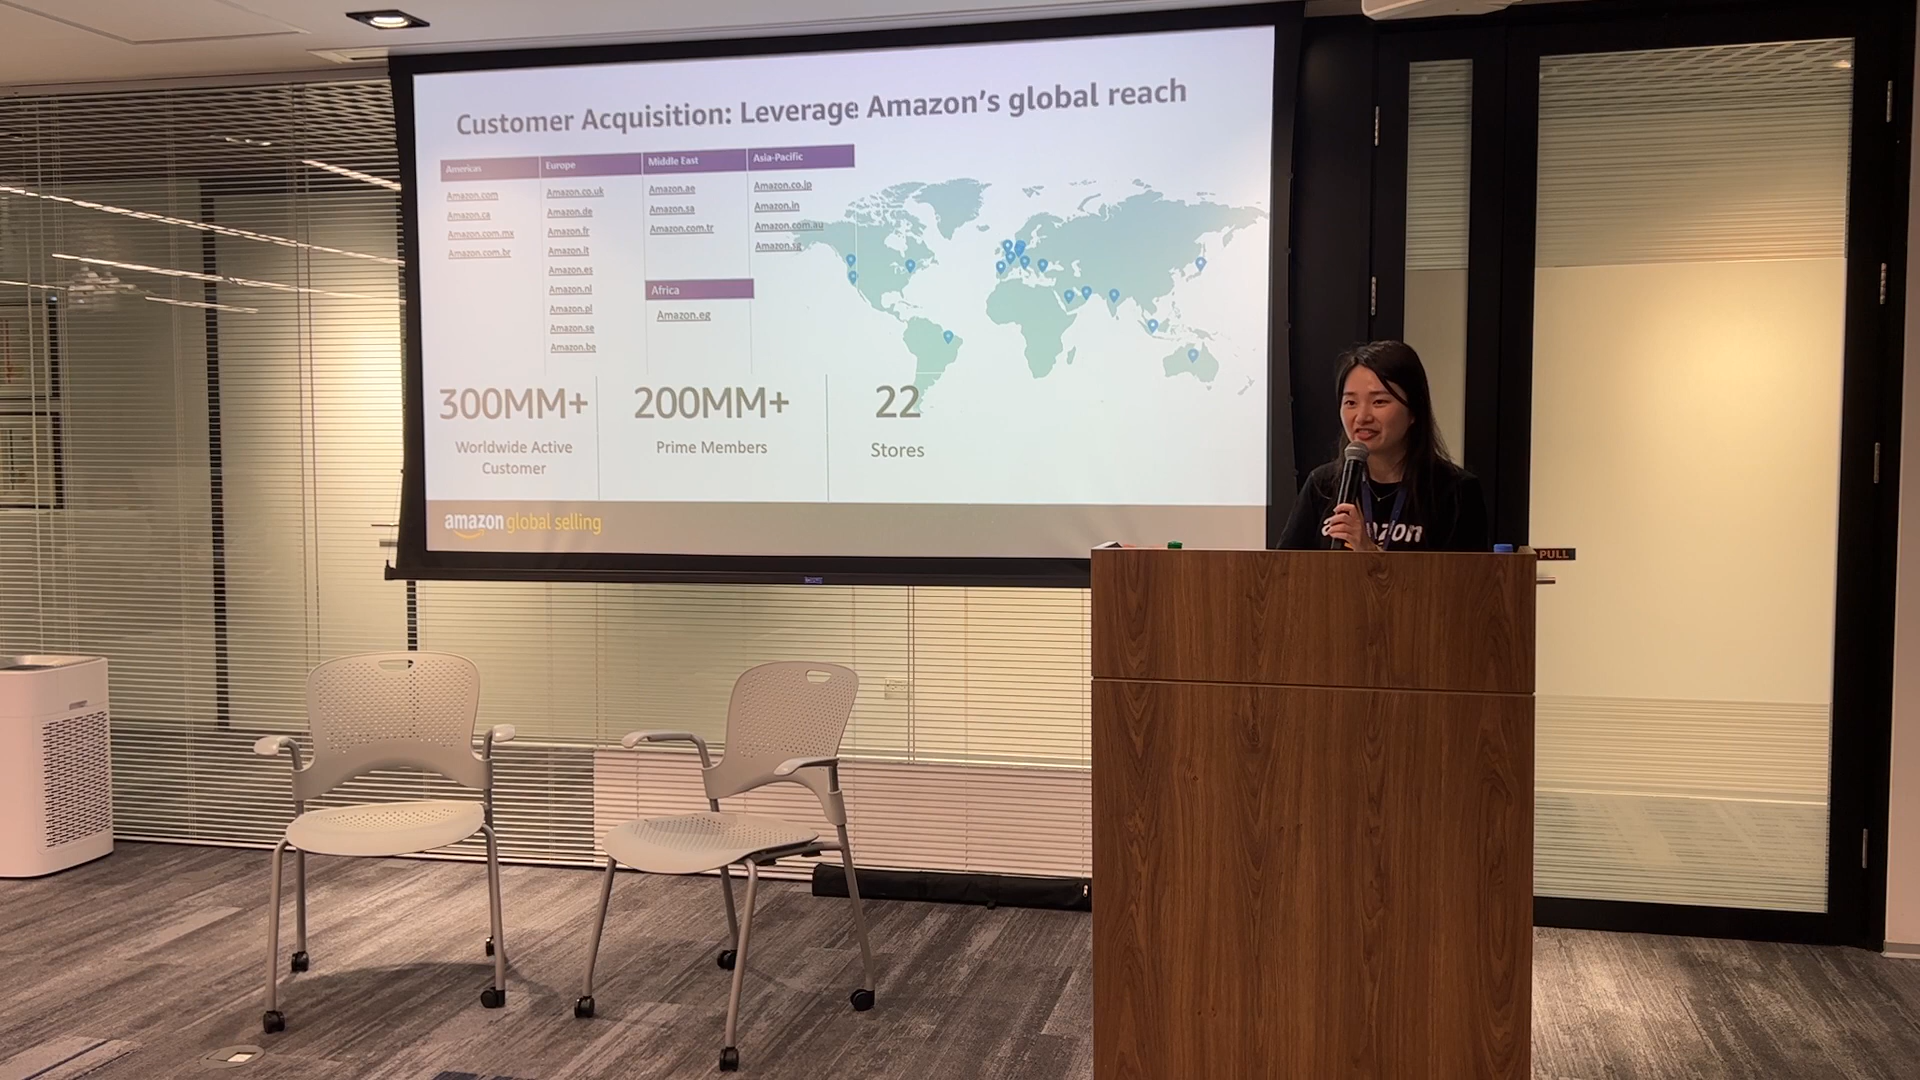 Customer Acquisition: Leverage Amazon's global reach
Americas
Amazon.com
Amazon.ca
Amazon.com.mx
Amazon.com.br
Europe
Amazon.co.uk
Amazon.de
Amazon.fr
Amazon.it
Amazon.es
Amazon.nl
Amazon.pl
Amazon.se
Amazon.be
Middle East
Amazon.ae
Amazon.sa
Amazon.com.tr
Africa
Amazon.eg
Asia-Pacific
Amazon.co.jp
Amazon.in
Amazon.com.au
Amazon.sg
300MM+
Worldwide Active
Customer
200MM+
Prime Members
22
Stores
amazon global selling
amazon
PULL